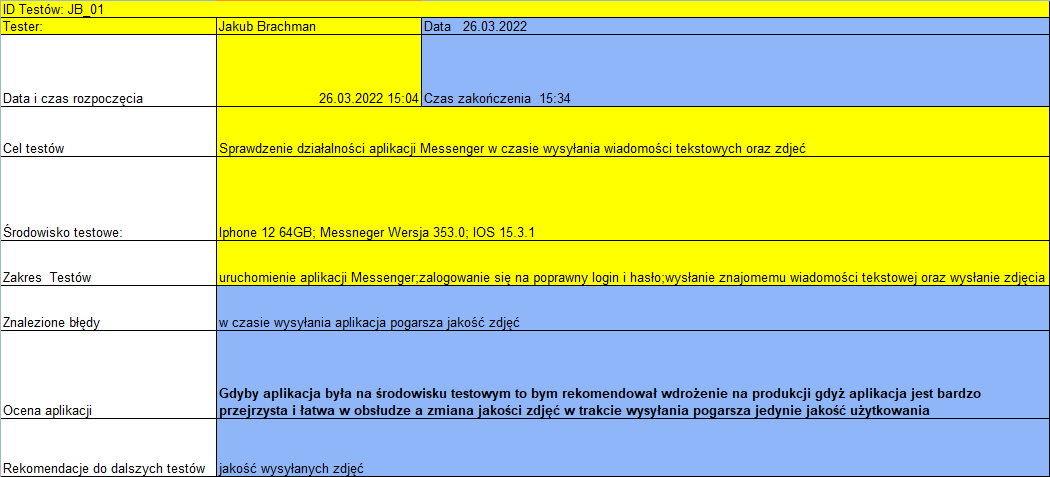 ID Testów: JB_01
Tester: Jakub Brachman Data 26.03.2022
Data i czas rozpoczęcia 26.03.2022 15:04 Czas zakończenia 15:34
Cel testów Sprawdzenie działalności aplikacji Messenger w czasie wysyłania wiadomości tekstowych oraz zdjeć
Środowisko testowe: Iphone 12 64GB; Messneger Wersja 353.0; IOS 15.3.1
Zakres Testów uruchomienie aplikacji Messenger;zalogowanie się na poprawny login i hasło;wysłanie znajomemu wiadomości tekstowej oraz wysłanie zdjęcia
Znalezione błędy w czasie wysyłania aplikacja pogarsza jakość zdjęć
Gdyby aplikacja była na środowisku testowym to bym rekomendował wdrożenie na produkcji gdyż aplikacja jest bardzo
Ocena aplikacji przejrzysta i łatwa w obsłudze a zmiana jakości zdjęć w trakcie wysyłania pogarsza jedynie jakość użytkowania
Rekomendacje do dalszych testów jakość wysyłanych zdjęć